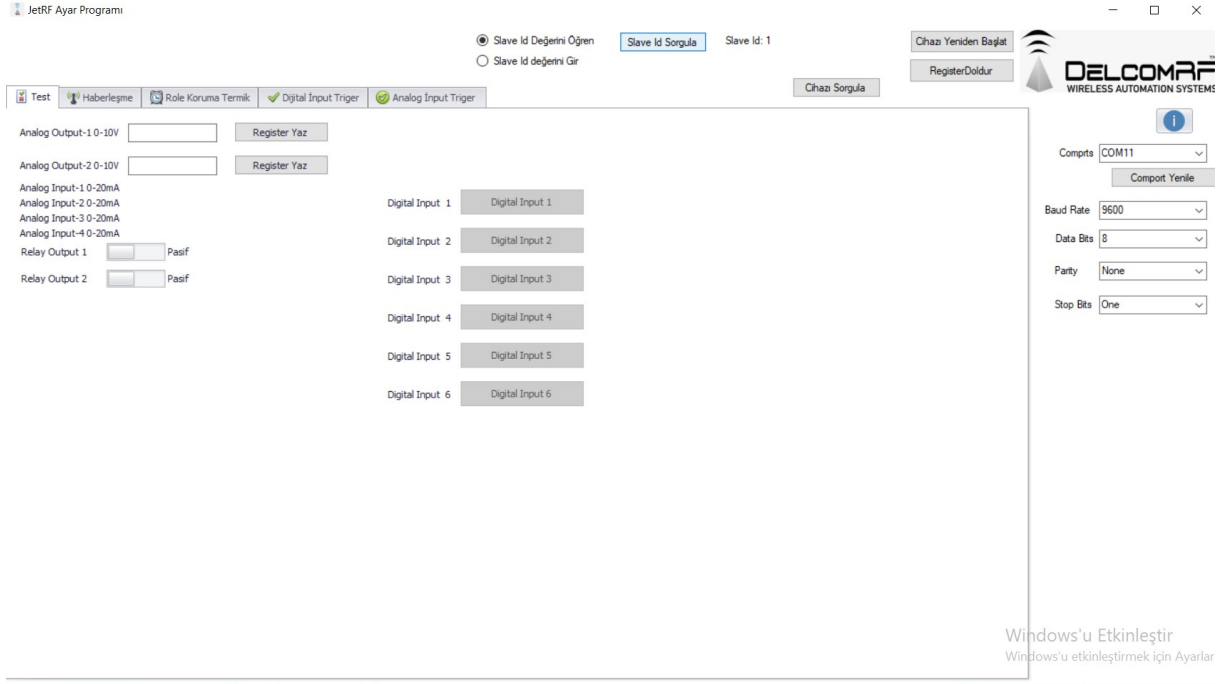 JetRF Ayar Programı
Slave Id Değerini Öğren
Slave Id Sorgula
Slave Id: 1
Slave Id değerini Gir
Cihazı Yeniden Başlat
RegisterDoldur
Cihazı Sorgula
DELCOMRF™
WIRELESS AUTOMATION SYSTEMS
Test
Haberleşme
Role Koruma Termik
Dijital İnput Triger
Analog İnput Triger
Analog Output-1 0-10V
Register Yaz
Analog Output-2 0-10V
Register Yaz
Analog Input-1 0-20mA
Analog Input-2 0-20mA
Analog Input-3 0-20mA
Analog Input-4 0-20mA
Relay Output 1
Pasif
Relay Output 2
Pasif
Digital Input 1
Digital Input 1
Digital Input 2
Digital Input 2
Digital Input 3
Digital Input 3
Digital Input 4
Digital Input 4
Digital Input 5
Digital Input 5
Digital Input 6
Digital Input 6
i
Comprts
COM11
Comport Yenile
Baud Rate
9600
Data Bits
8
Parity
None
Stop Bits
One
Windows'u Etkinleştir
Windows'u etkinleştirmek için Ayarlar